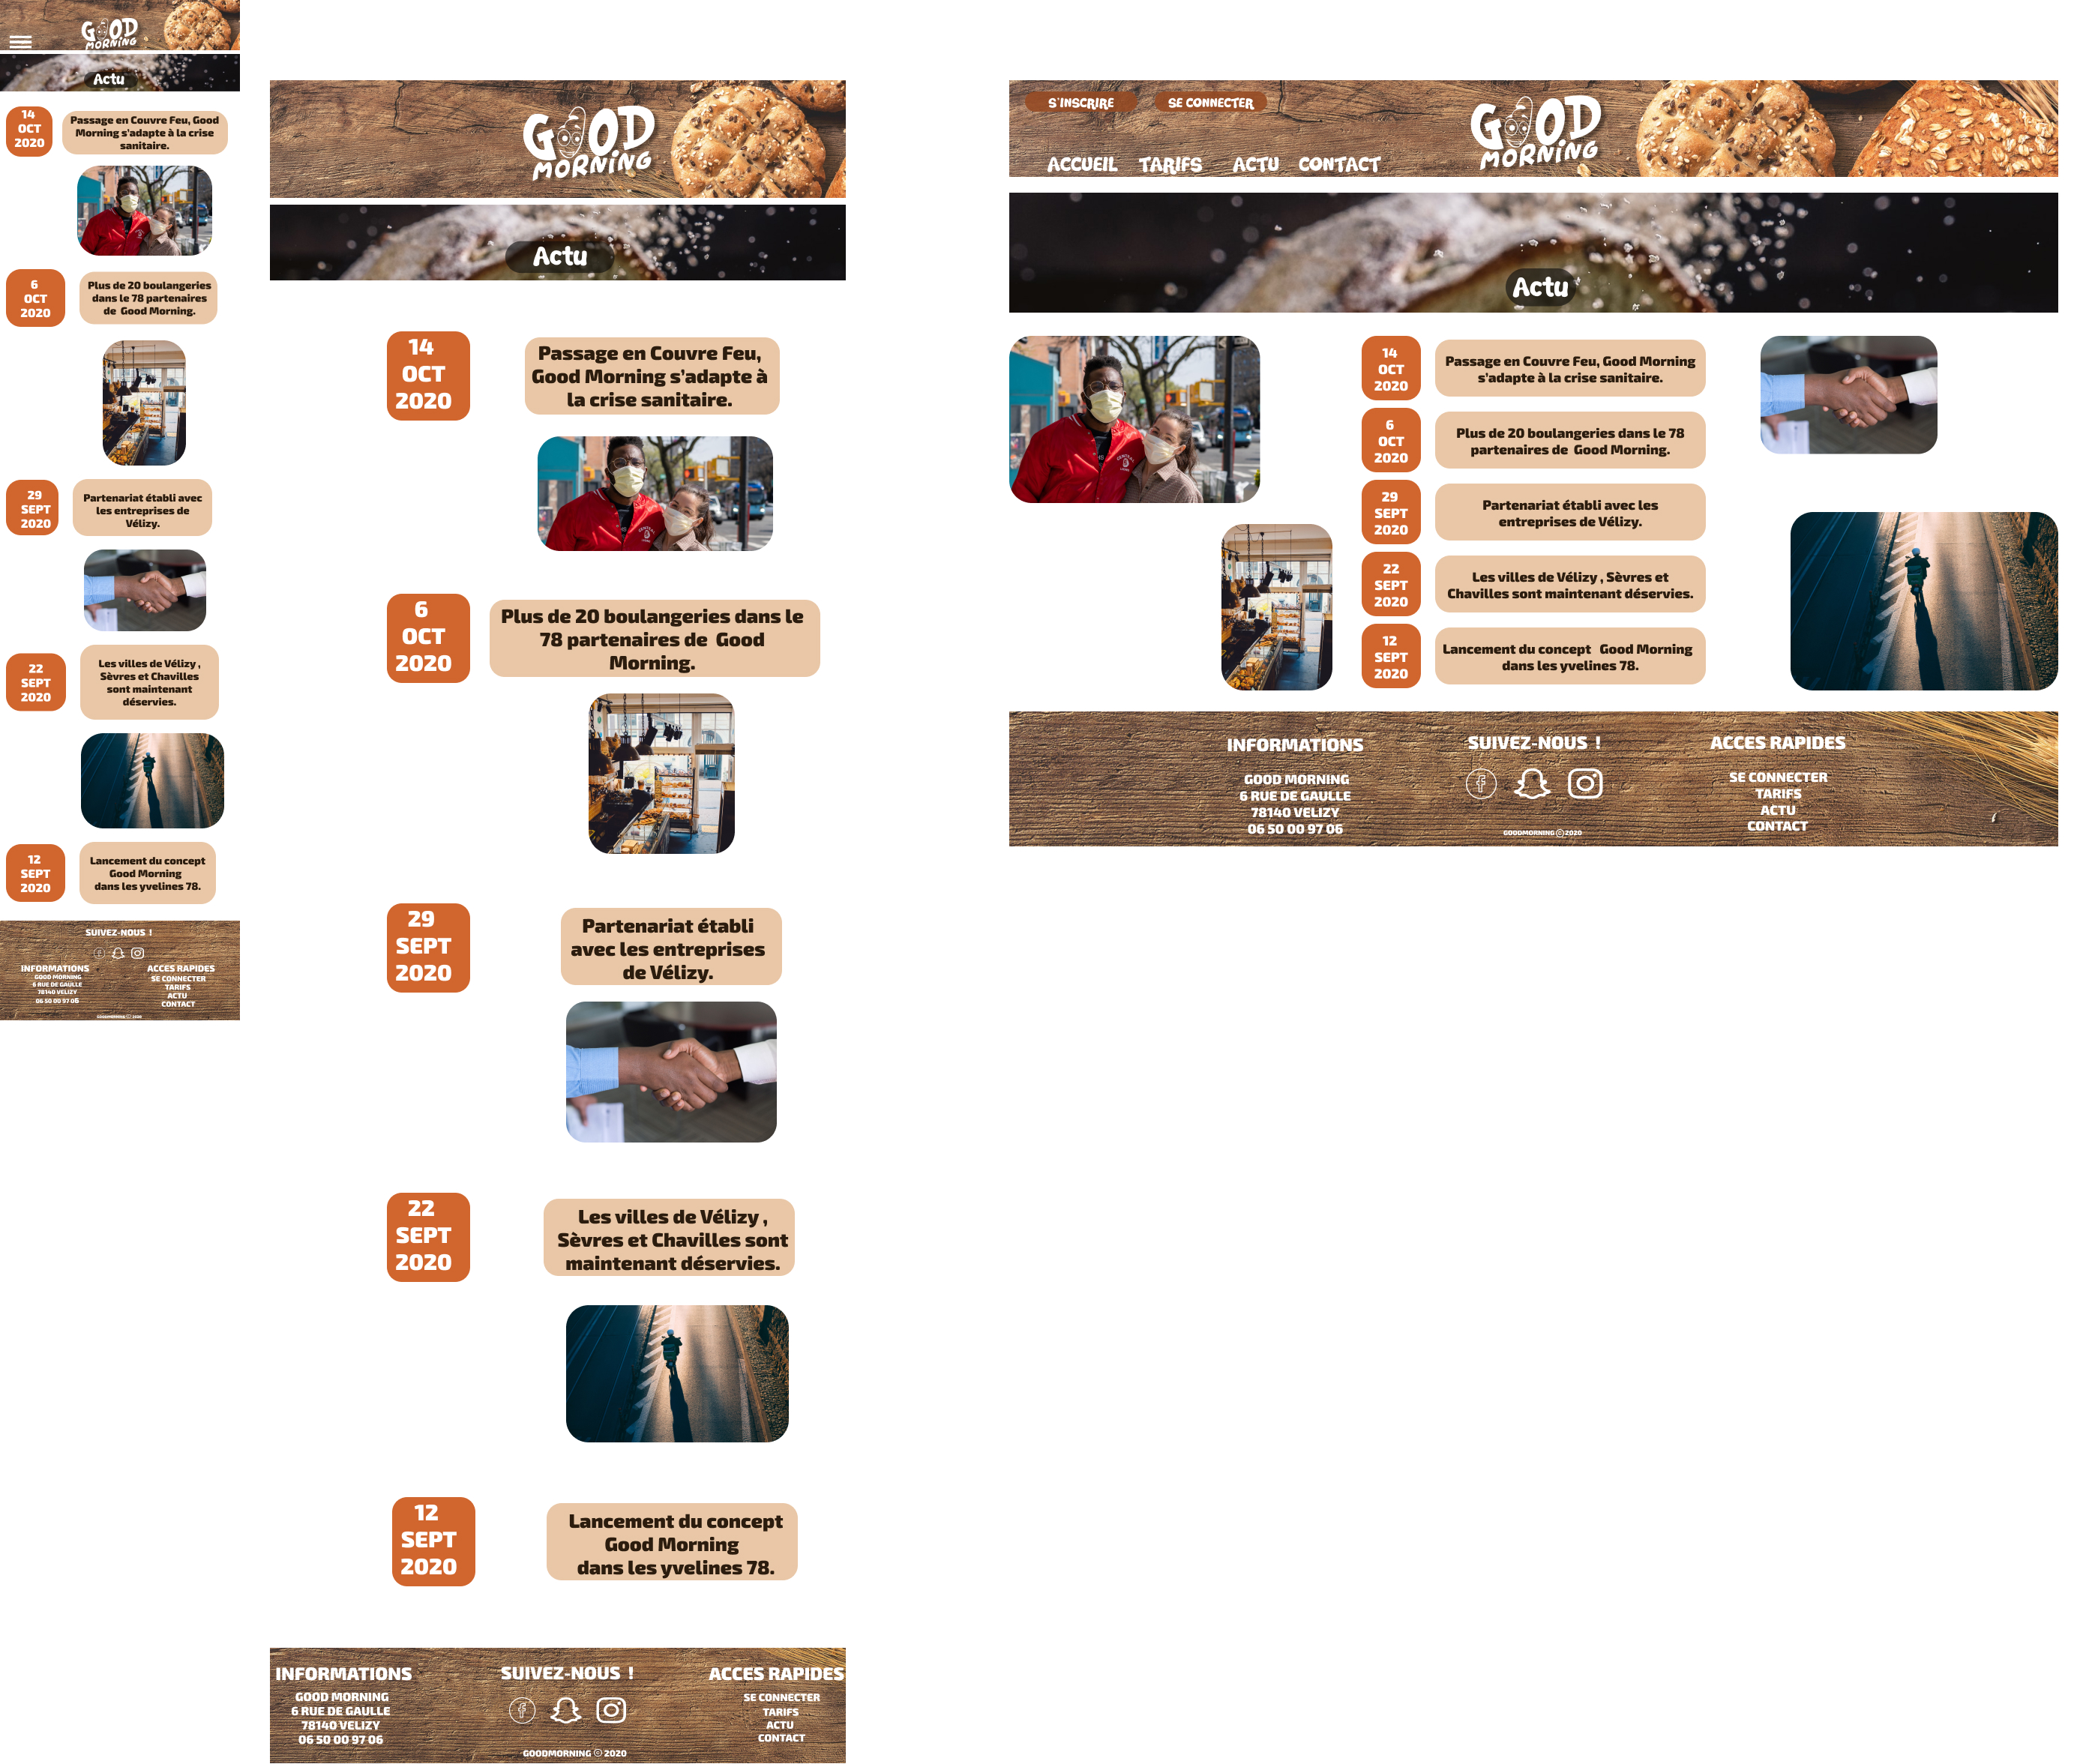 GOOD
MORNING
Actu
14
OCT
2020
Passage en Couvre Feu, Good
Morning s'adapte à la crise
sanitaire.
6
OCT
2020
Plus de 20 boulangeries
dans le 78 partenaires
de Good Morning.
29
SEPT
2020
Partenariat établi avec
les entreprises de
Vélizy.
22
SEPT
2020
Les villes de Vélizy ,
Sèvres et Chavilles
sont maintenant
déservies.
12
SEPT
2020
Lancement du concept
Good Morning
dans les yvelines 78.
SUIVEZ-NOUS !
INFORMATIONS
GOOD MORNING
6 RUE DE GAULLE
78140 VELIZY
06 50 00 97 06
ACCES RAPIDES
SE CONNECTER
TARIFS
ACTU
CONTACT
GOODMORNING © 2020
GOOD
MORNING
Actu
14
OCT
2020
Passage en Couvre Feu,
Good Morning s'adapte à
la crise sanitaire.
6
OCT
2020
Plus de 20 boulangeries dans le
78 partenaires de Good
Morning.
29
SEPT
2020
Partenariat établi
avec les entreprises
de Vélizy.
22
SEPT
2020
Les villes de Vélizy ,
Sèvres et Chavilles sont
maintenant déservies.
12
SEPT
2020
Lancement du concept
Good Morning
dans les yvelines 78.
INFORMATIONS
GOOD MORNING
6 RUE DE GAULLE
78140 VELIZY
06 50 00 97 06
SUIVEZ-NOUS !
GOODMORNING © 2020
ACCES RAPIDES
SE CONNECTER
TARIFS
ACTU
CONTACT
S'INSCRIRE SE CONNECTER
GOOD
MORNING
ACCUEIL TARIFS ACTU CONTACT
Actu
14
OCT
2020
Passage en Couvre Feu, Good Morning
s'adapte à la crise sanitaire.
6
OCT
2020
Plus de 20 boulangeries dans le 78
partenaires de Good Morning.
29
SEPT
2020
Partenariat établi avec les
entreprises de Vélizy.
22
SEPT
2020
Les villes de Vélizy , Sèvres et
Chavilles sont maintenant déservies.
12
SEPT
2020
Lancement du concept Good Morning
dans les yvelines 78.
INFORMATIONS
GOOD MORNING
6 RUE DE GAULLE
78140 VELIZY
06 50 00 97 06
SUIVEZ-NOUS !
GOODMORNING © 2020
ACCES RAPIDES
SE CONNECTER
TARIFS
ACTU
CONTACT